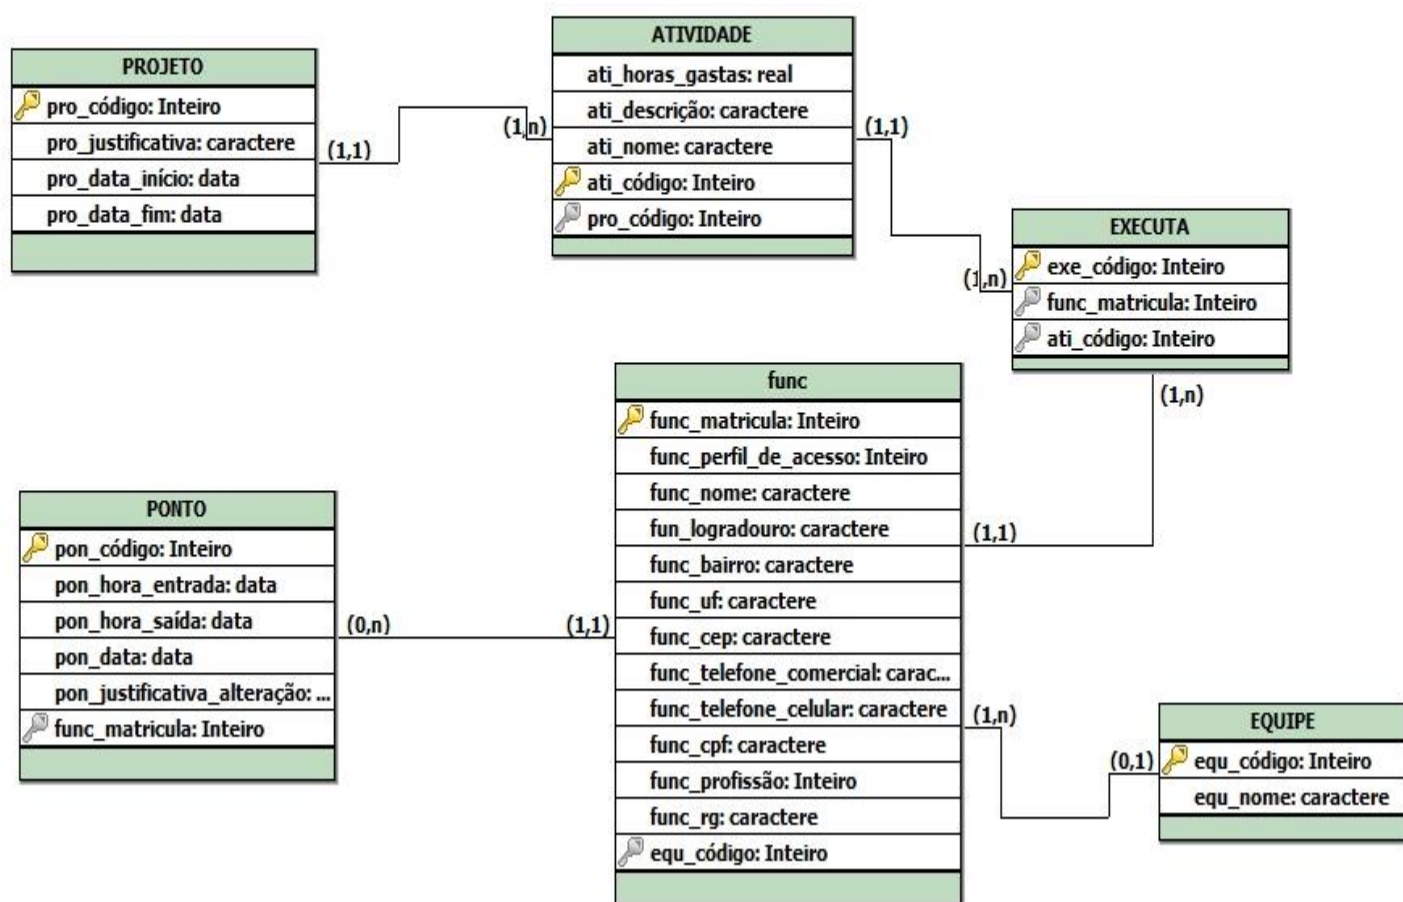 PROJETO
pro_código: Inteiro
pro_justificativa: caractere
pro_data_início: data
pro_data_fim: data
(1,1)
(1,n)
ATIVIDADE
ati_horas_gastas: real
ati_descrição: caractere
ati_nome: caractere
ati_código: Inteiro
pro_código: Inteiro
(1,1)
(1,n)
EXECUTA
exe_código: Inteiro
func_matricula: Inteiro
ati_código: Inteiro
(1,n)
func
func_matricula: Inteiro
func_perfil_de_acesso: Inteiro
func_nome: caractere
fun_logradouro: caractere
func_bairro: caractere
func_uf: caractere
func_cep: caractere
func_telefone_comercial: carac...
func_telefone_celular: caractere
func_cpf: caractere
func_profissão: Inteiro
func_rg: caractere
equ_código: Inteiro
(1,1)
(1,n)
PONTO
pon_código: Inteiro
pon_hora_entrada: data
pon_hora_saída: data
pon_data: data
pon_justificativa_alteração: ...
func_matricula: Inteiro
(0,n)
(1,1)
(0,1)
EQUIPE
equ_código: Inteiro
equ_nome: caractere